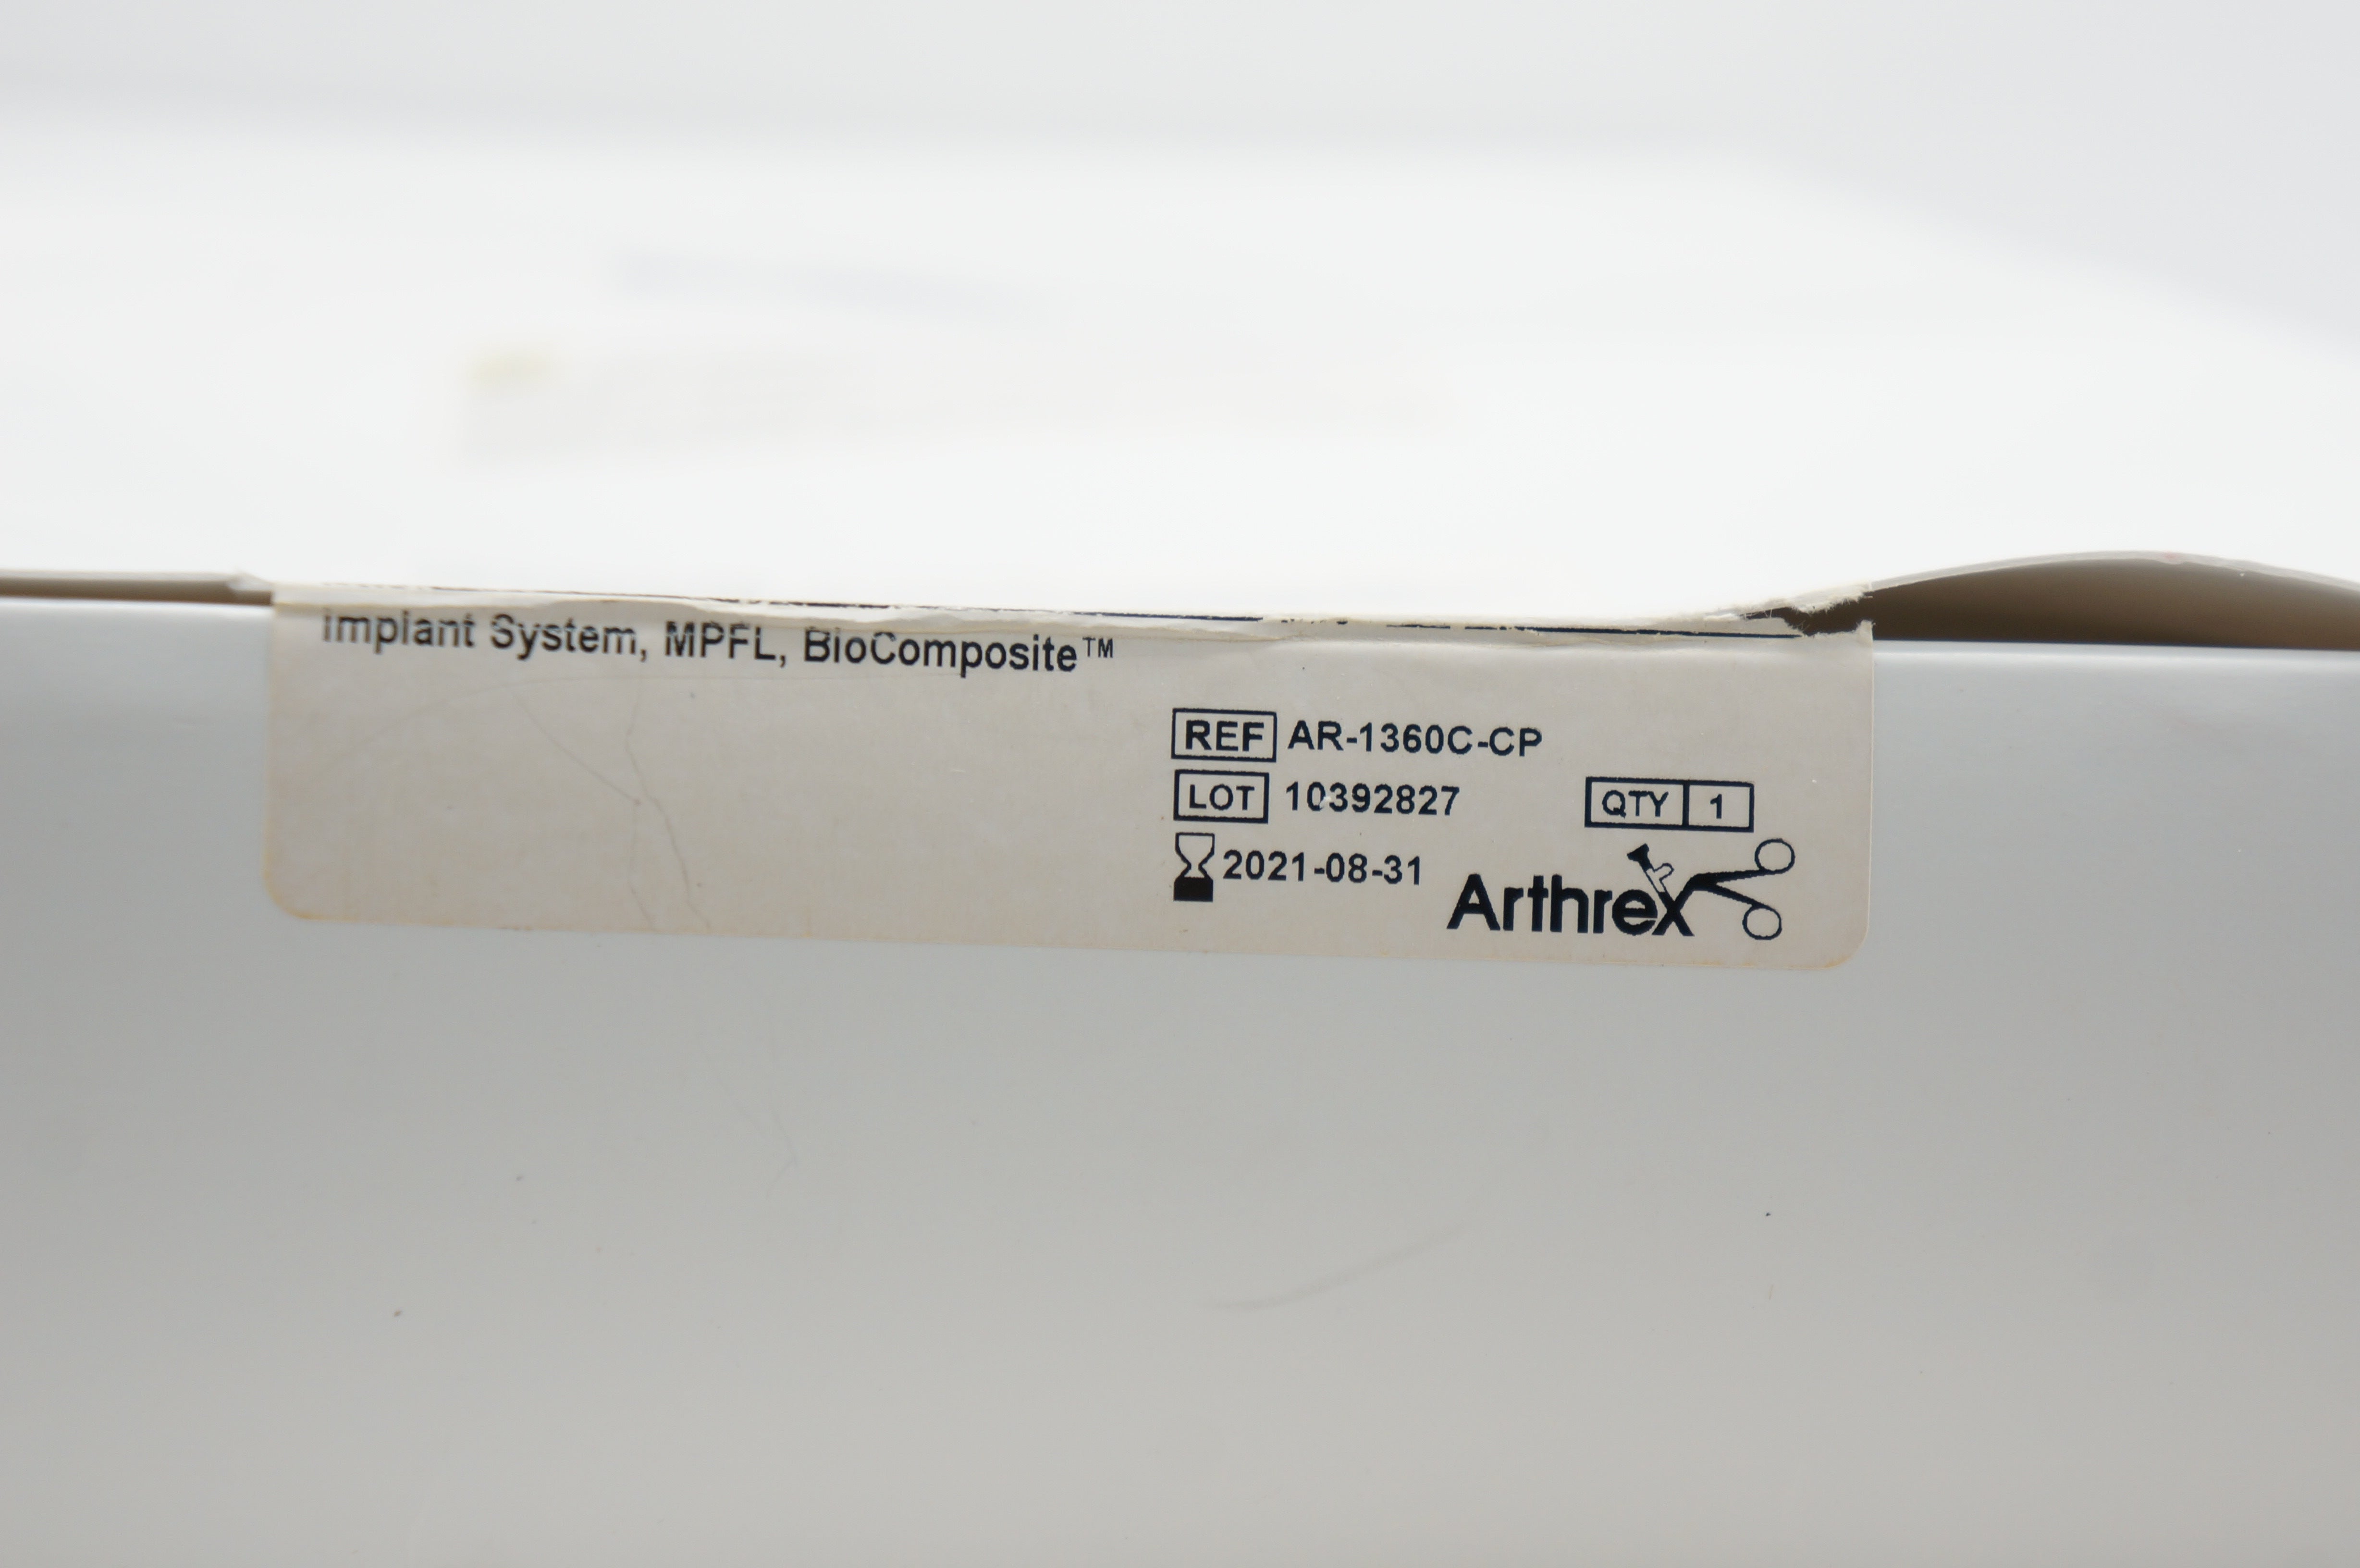 Implant System, MPFL, BioComposite™
REF AR-1360C-CP
LOT 10392827
QTY 1
2021-08-31
Arthrex